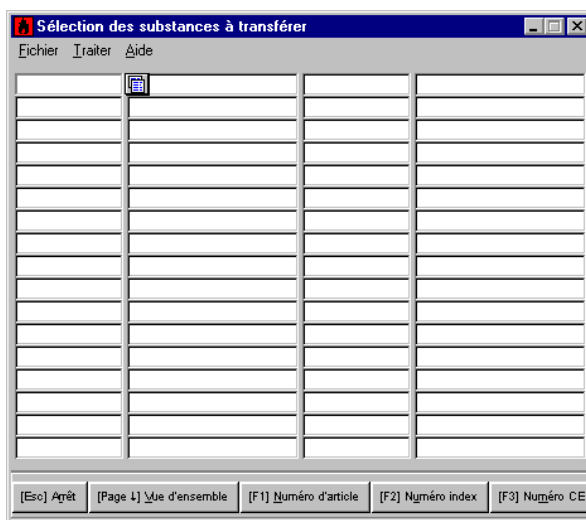 Sélection des substances à transférer
Fichier Traiter Aide
[Esc] Arrêt [Page ↓] Vue d'ensemble [F1] Numéro d'article [F2] Numéro index [F3] Numéro CE